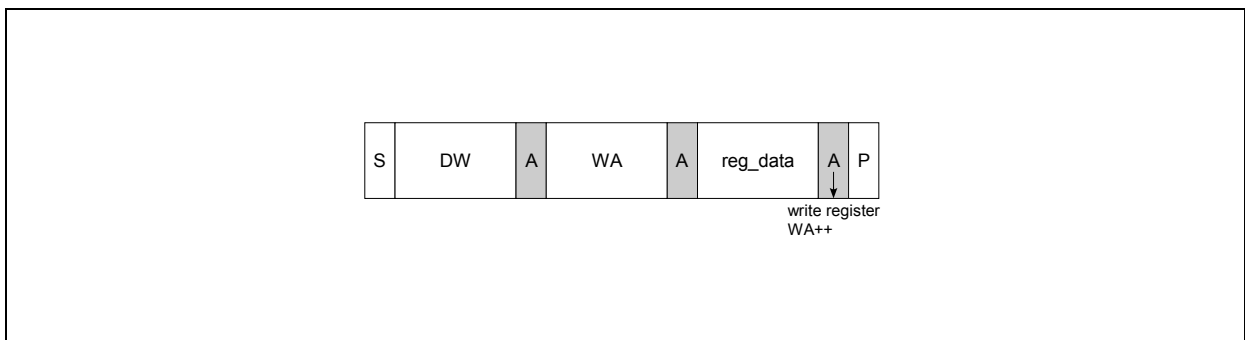 S DW A WA A reg_data A P
write register
WA++